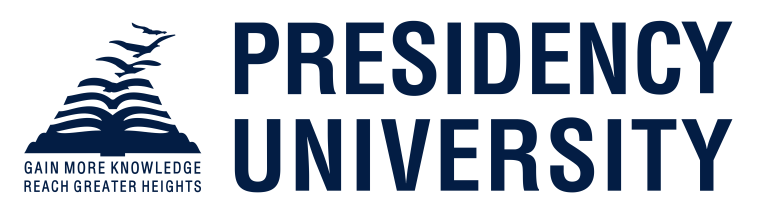 PRESIDENCY
UNIVERSITY
GAIN MORE KNOWLEDGE
REACH GREATER HEIGHTS